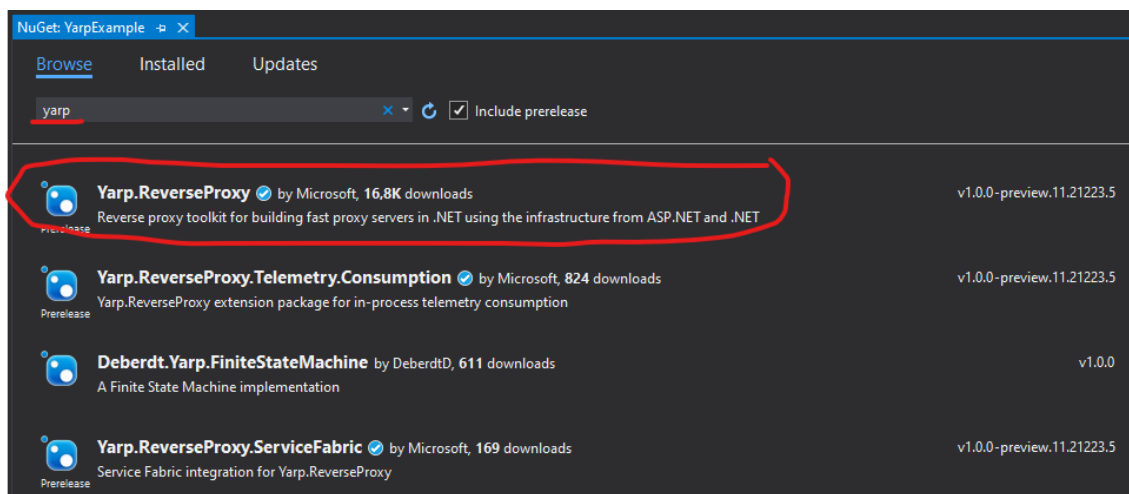 NuGet: YarpExample
Browse Installed Updates
yarp Include prerelease
Yarp.ReverseProxy by Microsoft, 16,8K downloads v1.0.0-preview.11.21223.5
Reverse proxy toolkit for building fast proxy servers in .NET using the infrastructure from ASP.NET and .NET
Prerelease
Yarp.ReverseProxy.Telemetry.Consumption by Microsoft, 824 downloads v1.0.0-preview.11.21223.5
Yarp.ReverseProxy extension package for in-process telemetry consumption
Prerelease
Deberdt.Yarp.FiniteStateMachine by DeberdtD, 611 downloads v1.0.0
A Finite State Machine implementation
Yarp.ReverseProxy.ServiceFabric by Microsoft, 169 downloads v1.0.0-preview.11.21223.5
Service Fabric integration for Yarp.ReverseProxy
Prerelease